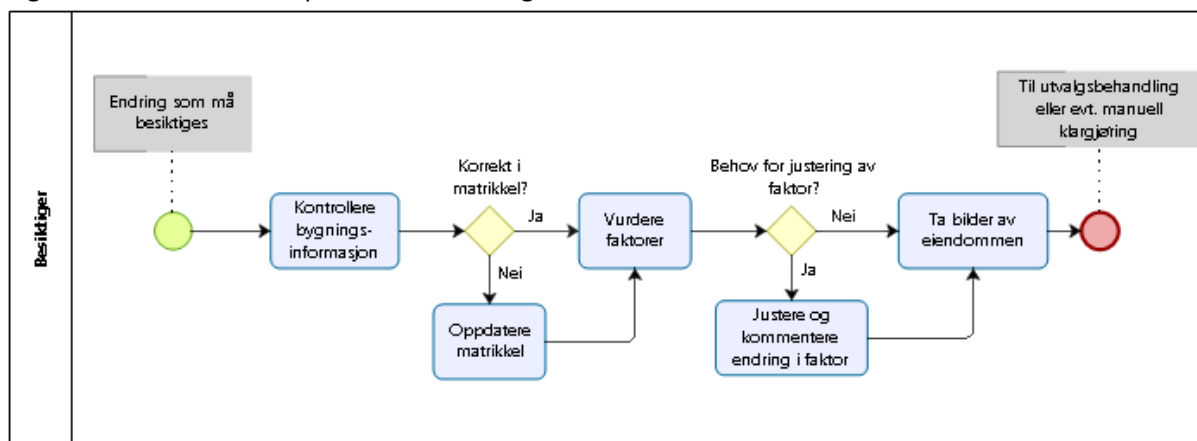 Besiktiger
Endring som må
besiktiges
Kontrollere
bygnings-
informasjon
Korrekt i
matrikkel?
Ja
Nei
Oppdatere
matrikkel
Vurdere
faktorer
Behov for justering av
faktor?
Nei
Ja
Justere og
kommentere
endring i faktor
Ta bilder av
eiendommen
Til utvalgsbehandling
eller evt. manuell
klargjøring